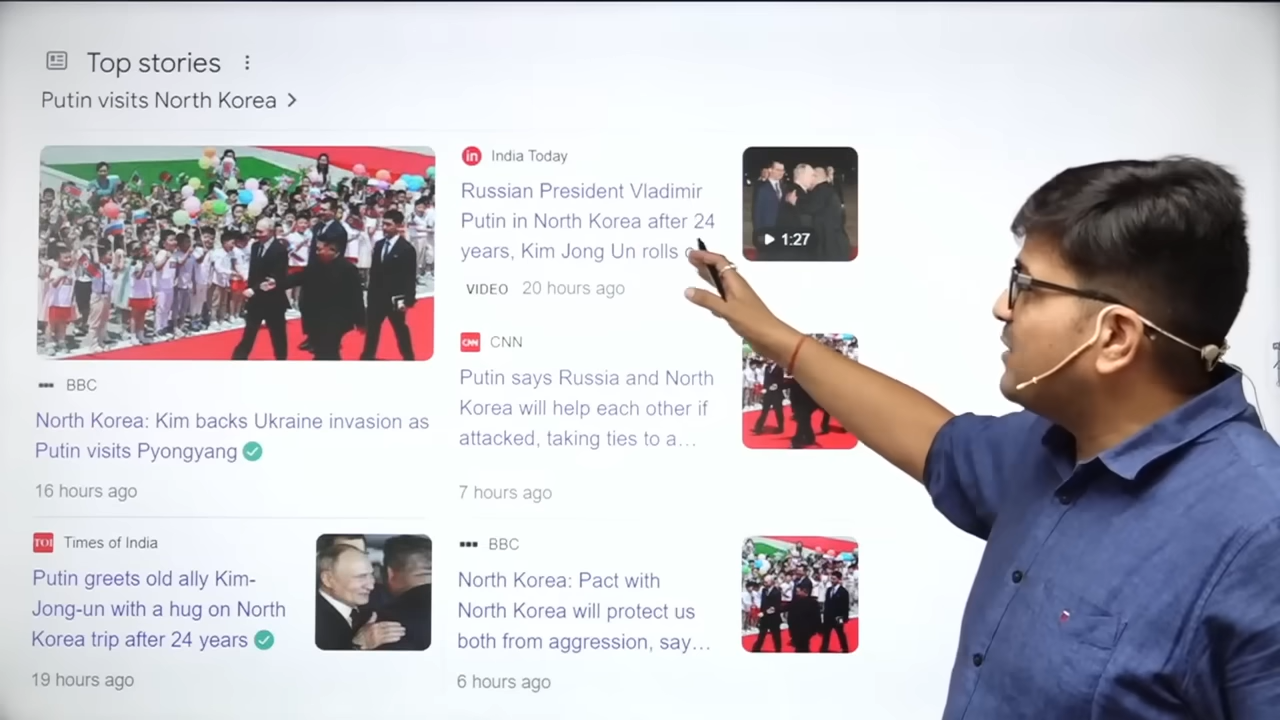 Top stories
Putin visits North Korea >
BBC
North Korea: Kim backs Ukraine invasion as
Putin visits Pyongyang
16 hours ago
TOI Times of India
Putin greets old ally Kim-
Jong-un with a hug on North
Korea trip after 24 years
19 hours ago
in India Today
Russian President Vladimir
Putin in North Korea after 24
years, Kim Jong Un rolls
VIDEO 20 hours ago
1:27
CNN CNN
Putin says Russia and North
Korea will help each other if
attacked, taking ties to a...
7 hours ago
BBC
North Korea: Pact with
North Korea will protect us
both from aggression, say...
6 hours ago